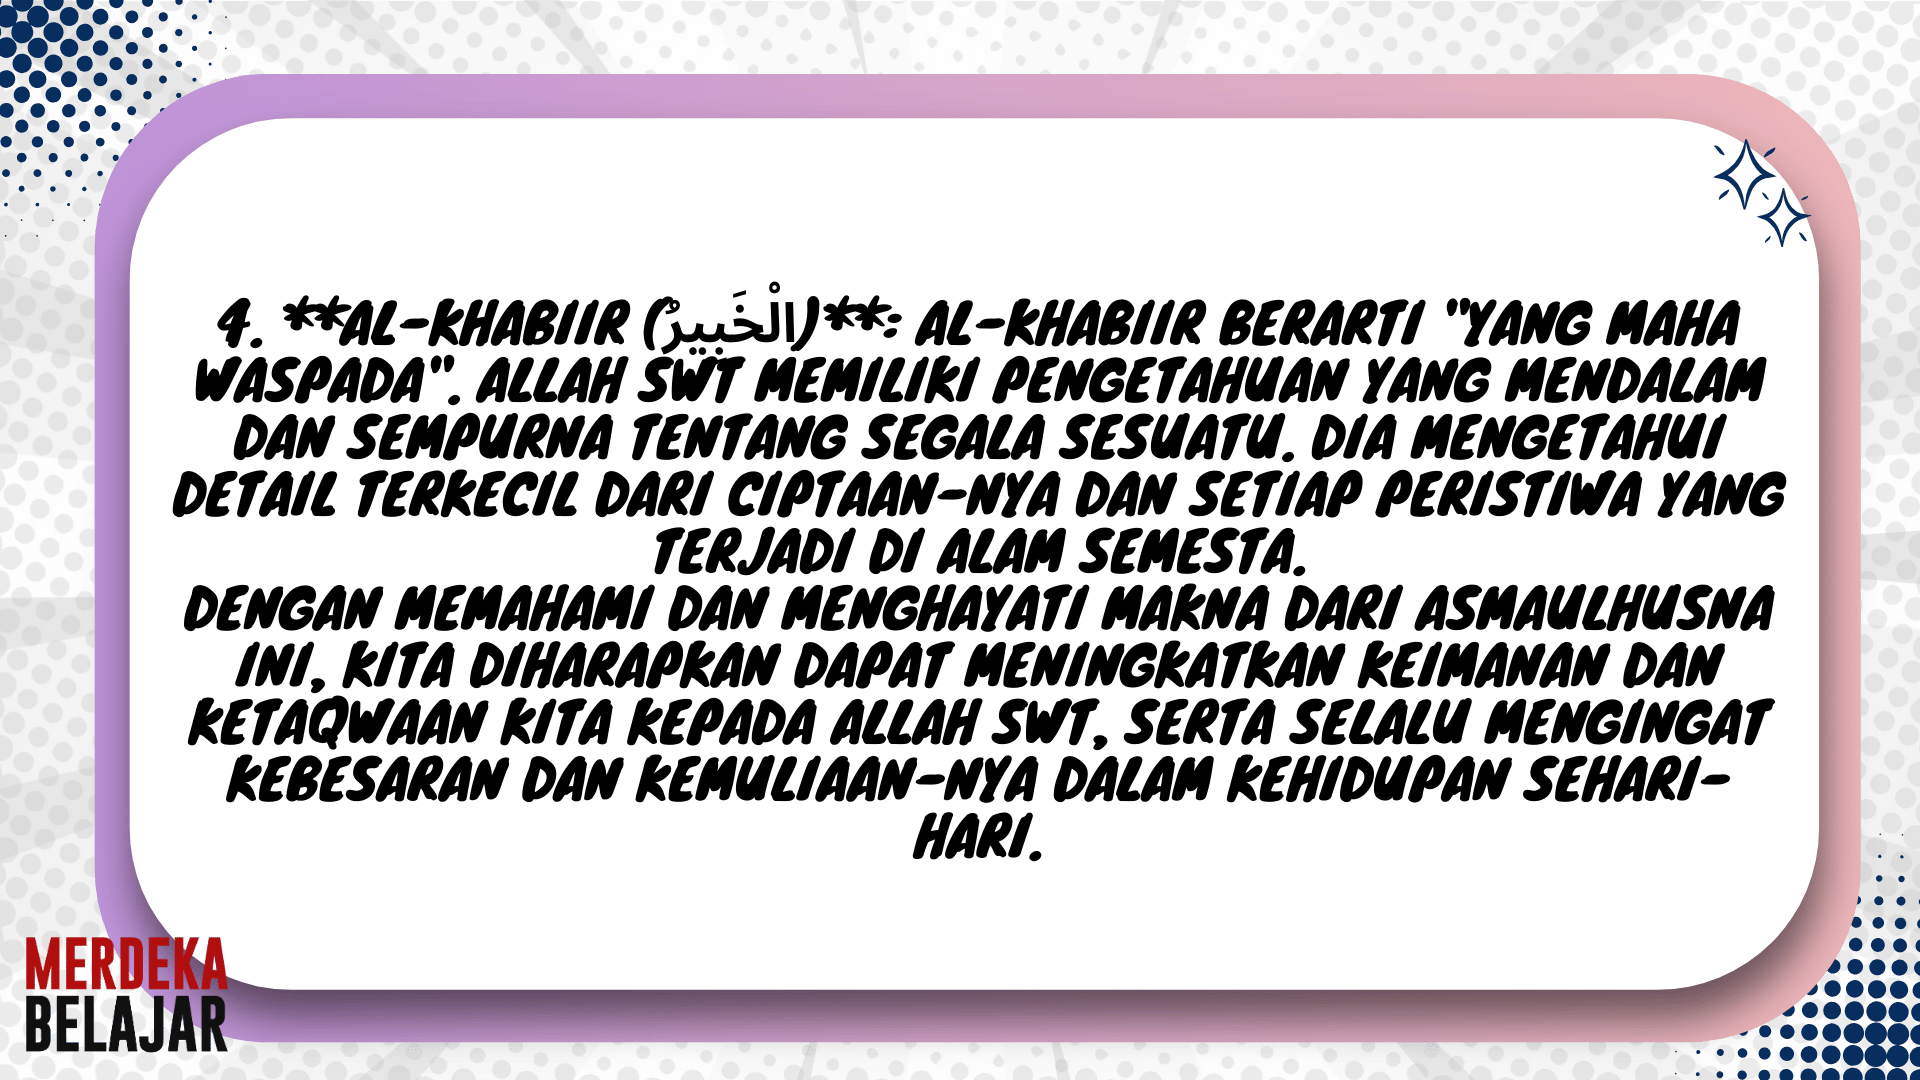 4. **AL-KHABIIR (الْخَبِيرُ)**: AL-KHABIIR BERARTI "YANG MAHA
WASPADA". ALLAH SWT MEMILIKI PENGETAHUAN YANG MENDALAM
DAN SEMPURNA TENTANG SEGALA SESUATU. DIA MENGETAHUI
DETAIL TERKECIL DARI CIPTAAN-NYA DAN SETIAP PERISTIWA YANG
TERJADI DI ALAM SEMESTA.
DENGAN MEMAHAMI DAN MENGHAYATI MAKNA DARI ASMAULHUSNA
INI, KITA DIHARAPKAN DAPAT MENINGKATKAN KEIMANAN DAN
KETAQWAAN KITA KEPADA ALLAH SWT, SERTA SELALU MENGINGAT
KEBESARAN DAN KEMULIAAN-NYA DALAM KEHIDUPAN SEHARI-
HARI.
MERDEKA
BELAJAR